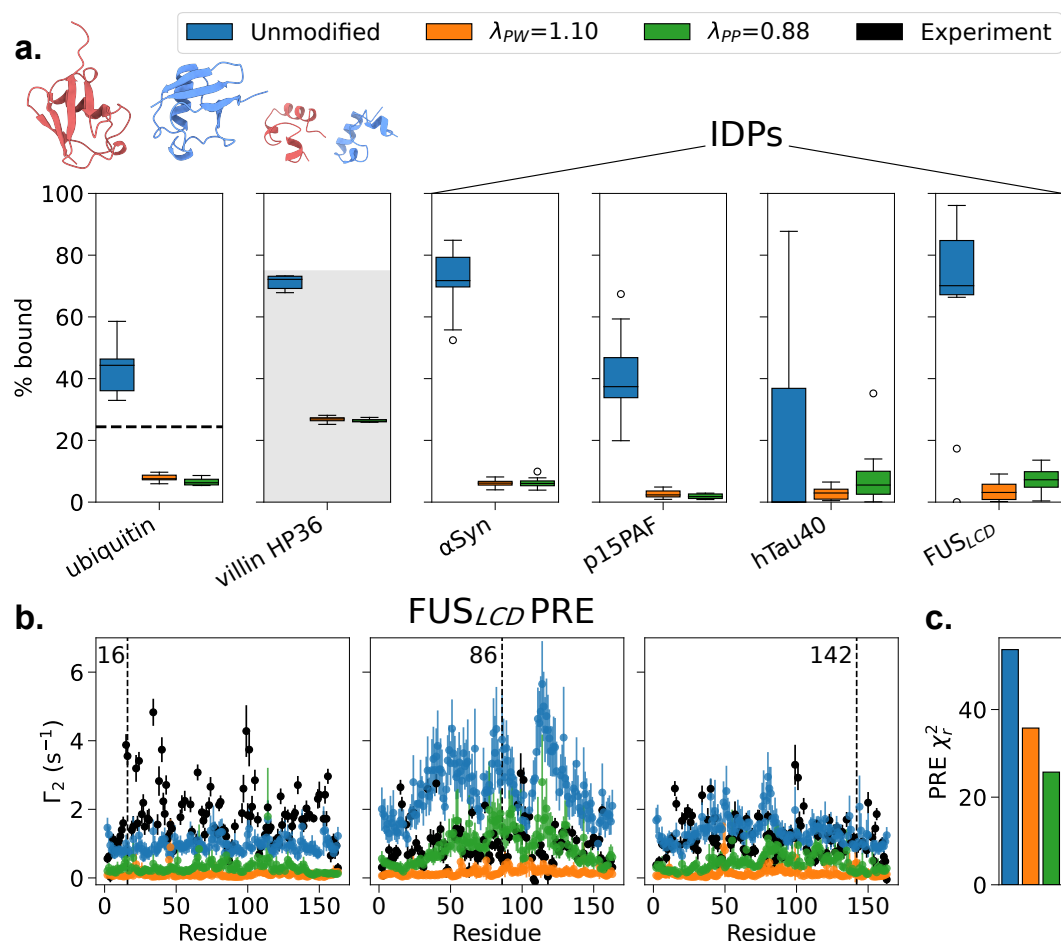 a.
Unmodified
λPW=1.10
λPP=0.88
Experiment
IDPs
100
80
60
40
20
0
% bound
ubiquitin
villin HP36
αSyn
p15PAF
hTau40
FUSLCD
b.
FUSLCD PRE
c.
16
86
142
6
4
2
0
Γ2 (s⁻¹)
0
50
100
150
0
50
100
150
0
50
100
150
Residue
Residue
Residue
40
20
0
PRE χ²r